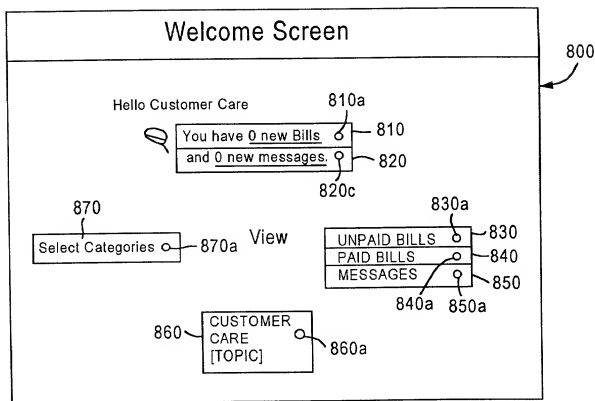 Welcome Screen
800
Hello Customer Care
810a
You have 0 new Bills
810
and 0 new messages.
820
820c
870
830a
Select Categories
870a
View
UNPAID BILLS
830
PAID BILLS
840
MESSAGES
850
840a
850a
860
CUSTOMER
CARE
[TOPIC]
860a